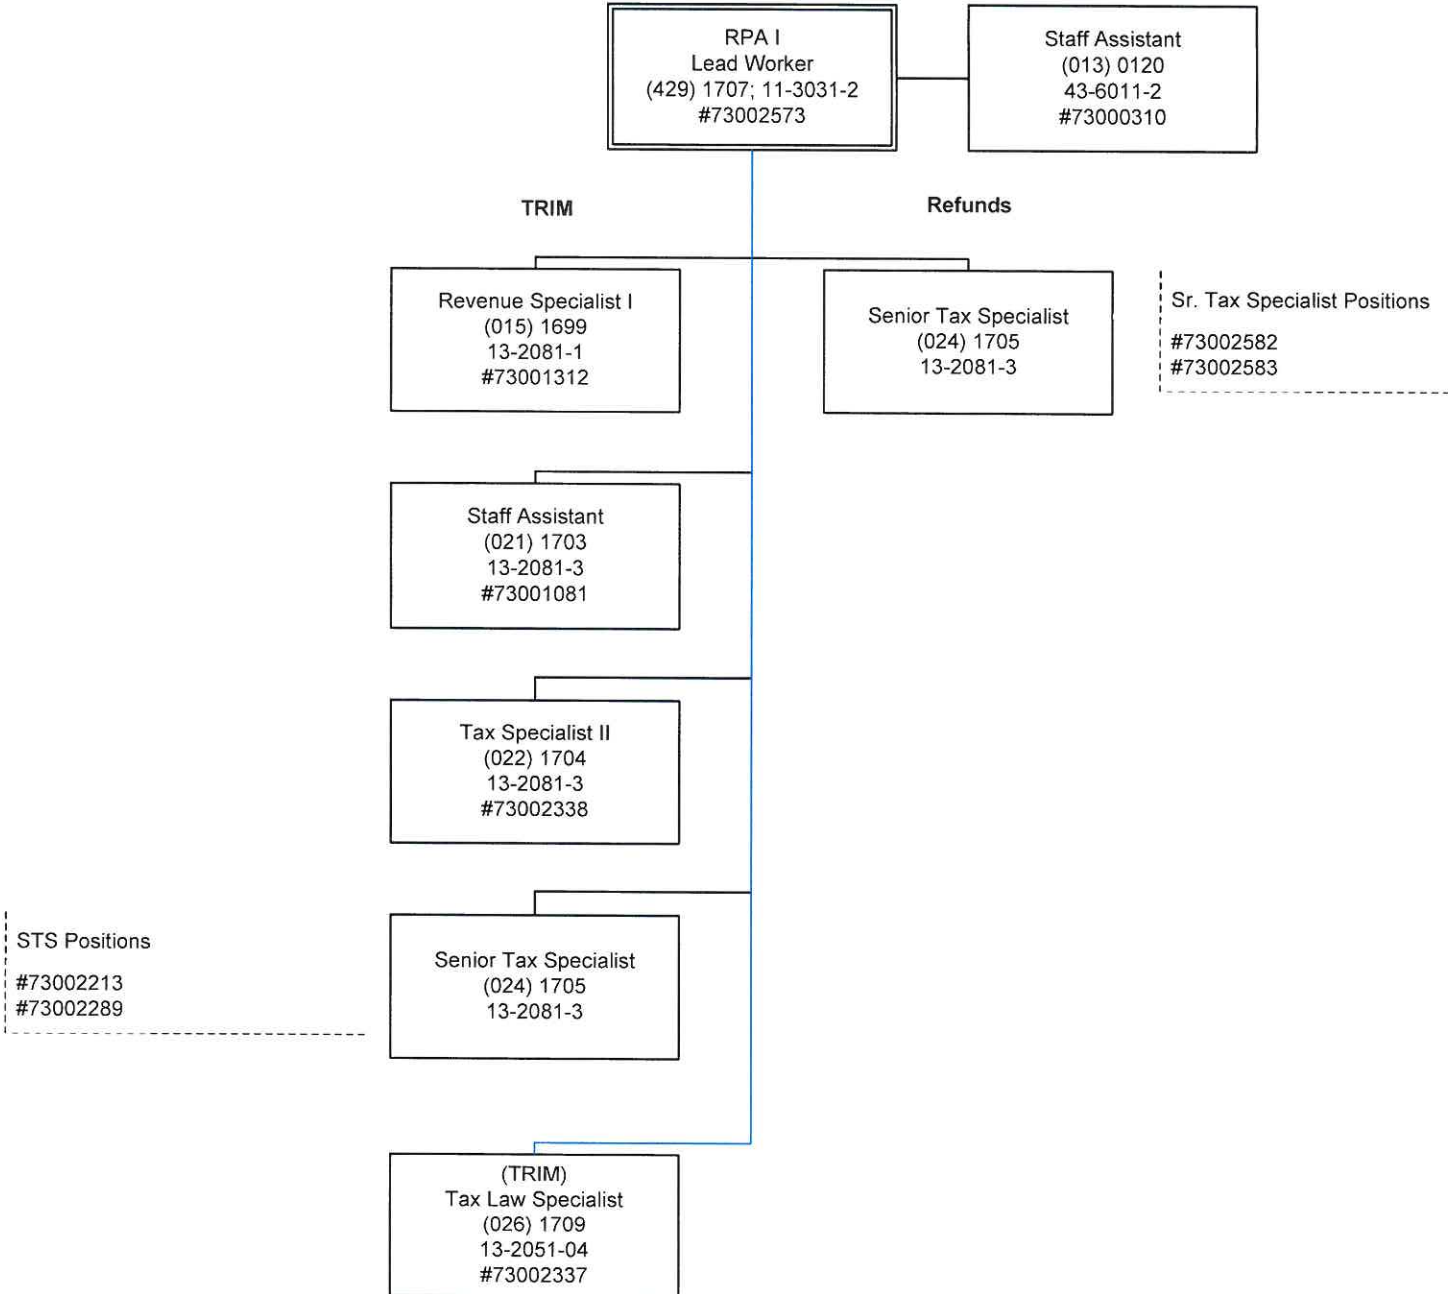 RPA I
Lead Worker
(429) 1707; 11-3031-2
#73002573
Staff Assistant
(013) 0120
43-6011-2
#73000310
TRIM
Refunds
Revenue Specialist I
(015) 1699
13-2081-1
#73001312
Senior Tax Specialist
(024) 1705
13-2081-3
Sr. Tax Specialist Positions
#73002582
#73002583
Staff Assistant
(021) 1703
13-2081-3
#73001081
Tax Specialist II
(022) 1704
13-2081-3
#73002338
STS Positions
#73002213
#73002289
Senior Tax Specialist
(024) 1705
13-2081-3
(TRIM)
Tax Law Specialist
(026) 1709
13-2051-04
#73002337